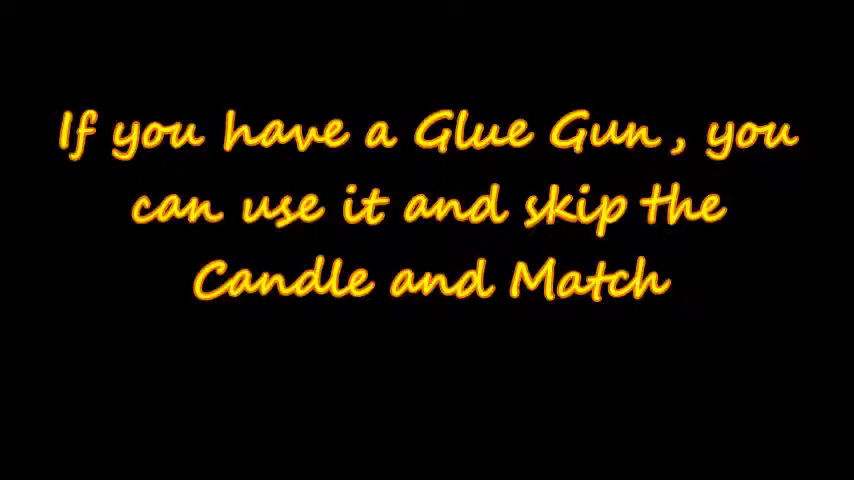 If you have a Glue Gun, you
can use it and skip the
Candle and Match